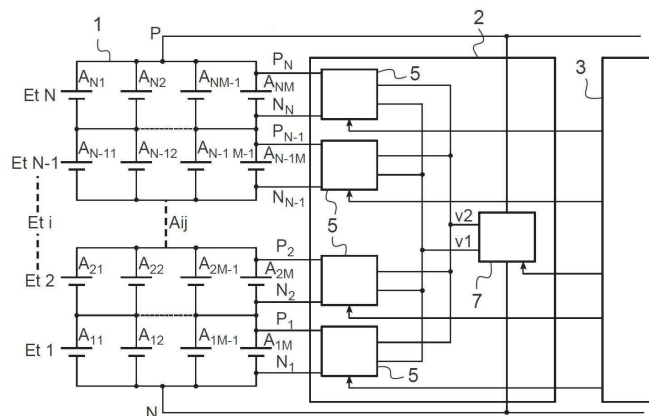 1 P 2
P_N 5 3
A_N1 A_N2 A_NM-1 A_NM
Et N N_N
P_N-1
A_N-11 A_N-12 A_N-1 M-1 A_N-1M
Et N-1
N_N-1
5
Et i Aij v2
v1
P_2
A_21 A_22 A_2M-1 A_2M 7
Et 2 N_2
P_1
A_11 A_12 A_1M-1 A_1M
Et 1 N_1 5
N